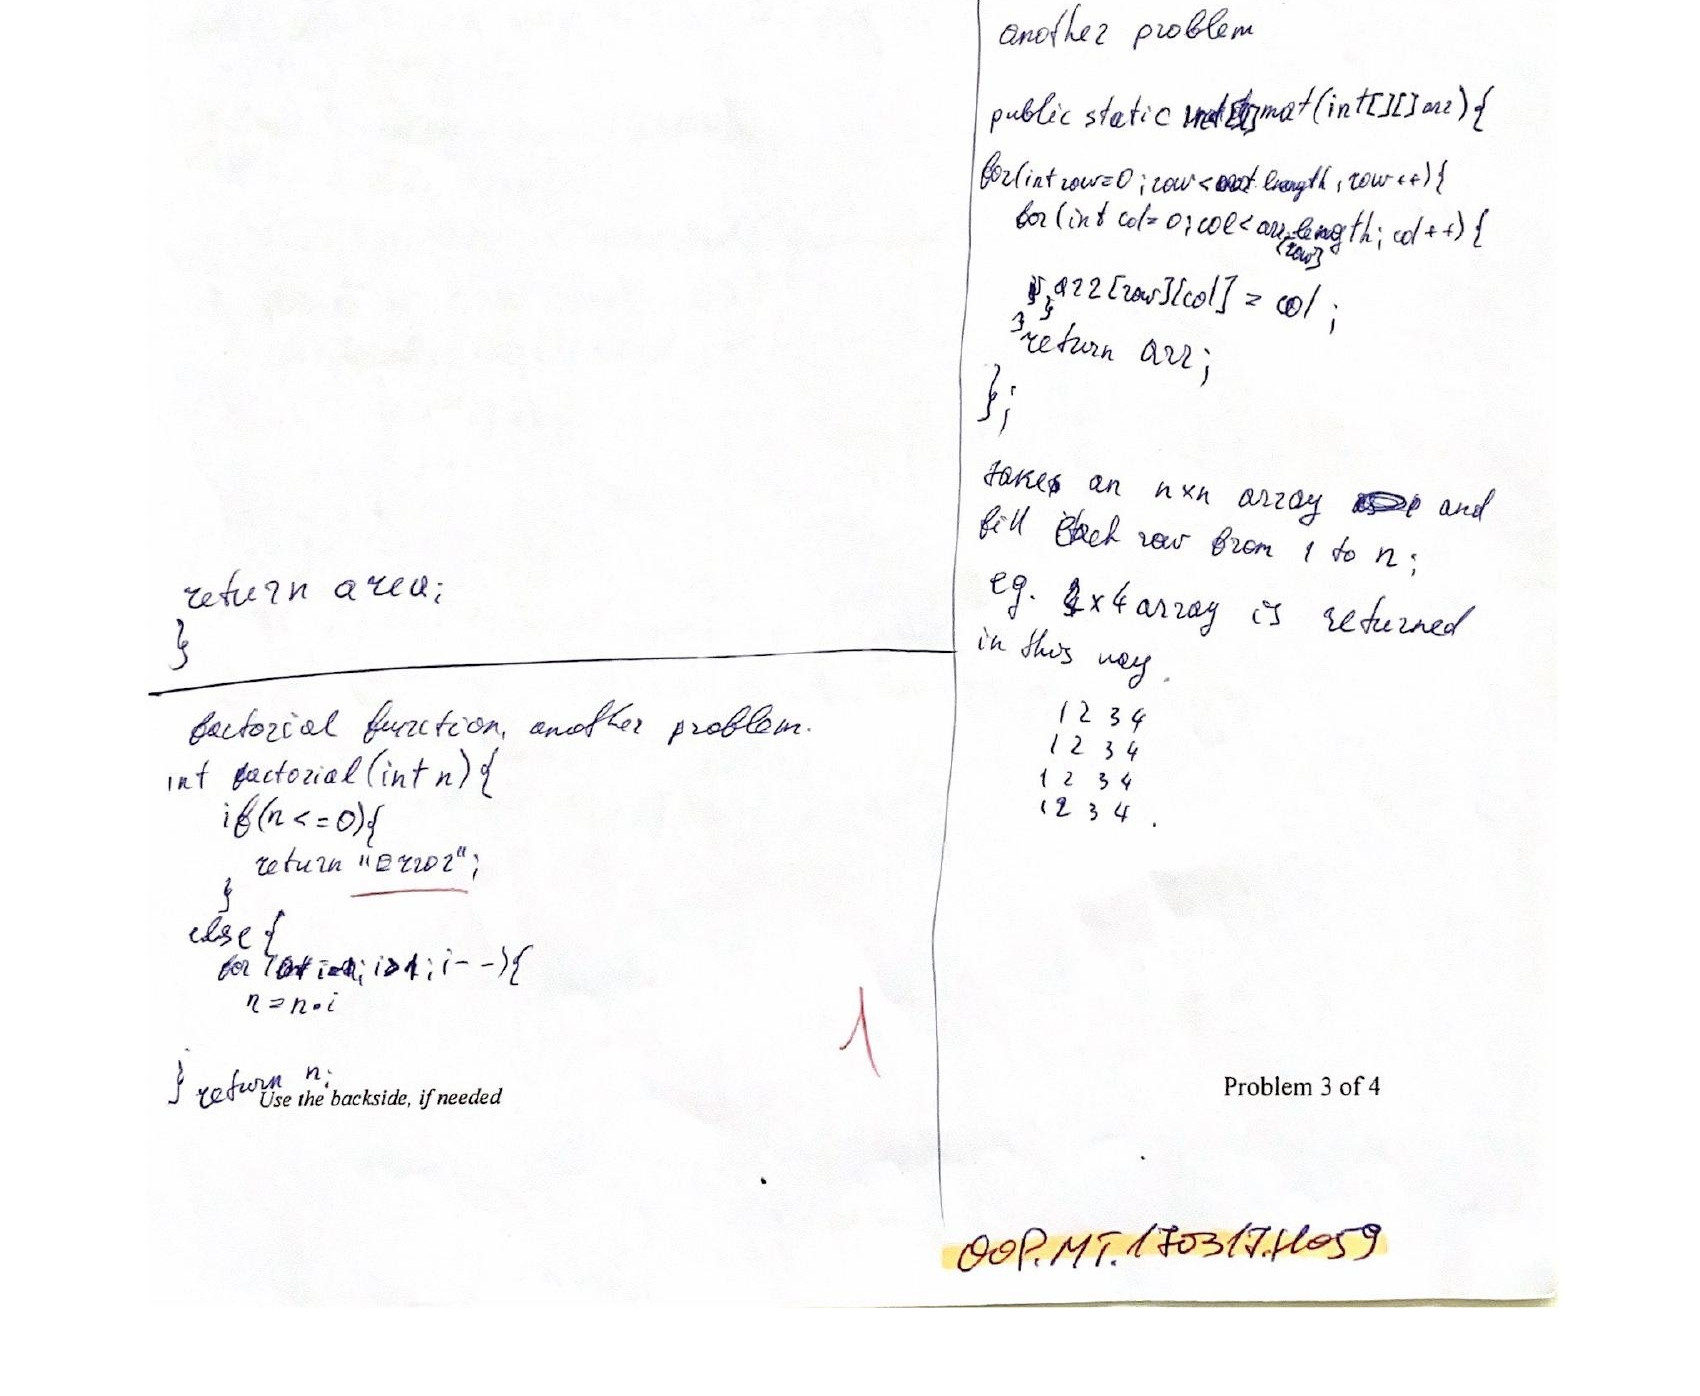 return area;
}
factorial function, another problem.
int factorial(int n){
if(n <= 0){
return "Error";
}
else {
for (int i=n; i>1; i--){
n = n·i
} return n;
Use the backside, if needed
1
another problem
public static mat(int[][] arr){
for(int row=0; row< length, row++){
for(int col=0; col< arr.length; col++){
[row]
arr[row][col] = col;
}
}
return arr;
};
takes an n×n array and
fill each row from 1 to n;
eg. 4×4 array is returned
in this way.
1 2 3 4
1 2 3 4
1 2 3 4
1 2 3 4.
Problem 3 of 4
OOP.MT.170317.H059